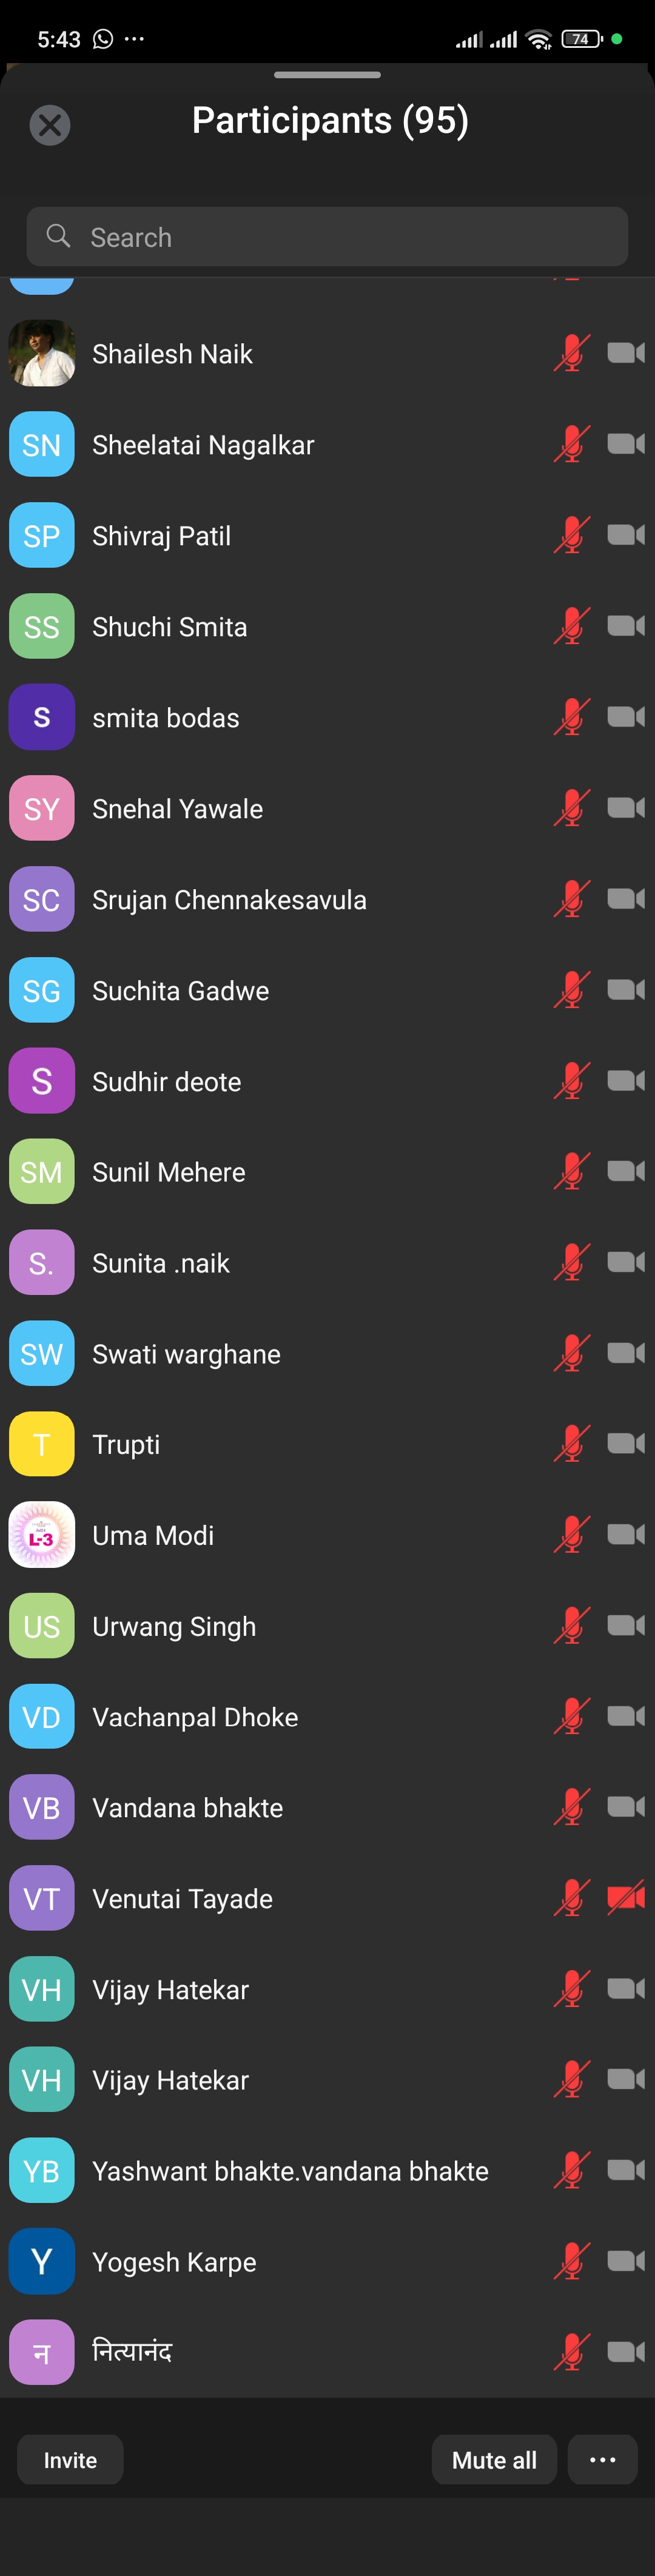 5:43
74
Participants (95)
Search
Shailesh Naik
SN Sheelatai Nagalkar
SP Shivraj Patil
SS Shuchi Smita
s smita bodas
SY Snehal Yawale
SC Srujan Chennakesavula
SG Suchita Gadwe
S Sudhir deote
SM Sunil Mehere
S. Sunita .naik
SW Swati warghane
T Trupti
L-3 Uma Modi
US Urwang Singh
VD Vachanpal Dhoke
VB Vandana bhakte
VT Venutai Tayade
VH Vijay Hatekar
VH Vijay Hatekar
YB Yashwant bhakte.vandana bhakte
Y Yogesh Karpe
न नित्यानंद
Invite Mute all